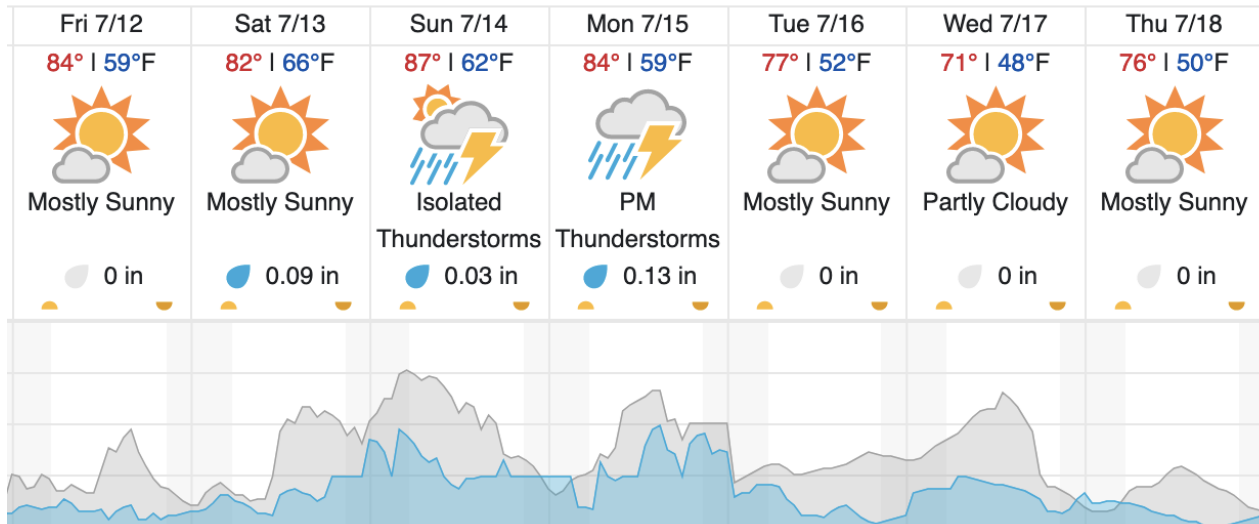 Fri 7/12
84° | 59°F
Mostly Sunny
0 in
Sat 7/13
82° | 66°F
Mostly Sunny
0.09 in
Sun 7/14
87° | 62°F
Isolated
Thunderstorms
0.03 in
Mon 7/15
84° | 59°F
PM
Thunderstorms
0.13 in
Tue 7/16
77° | 52°F
Mostly Sunny
0 in
Wed 7/17
71° | 48°F
Partly Cloudy
0 in
Thu 7/18
76° | 50°F
Mostly Sunny
0 in